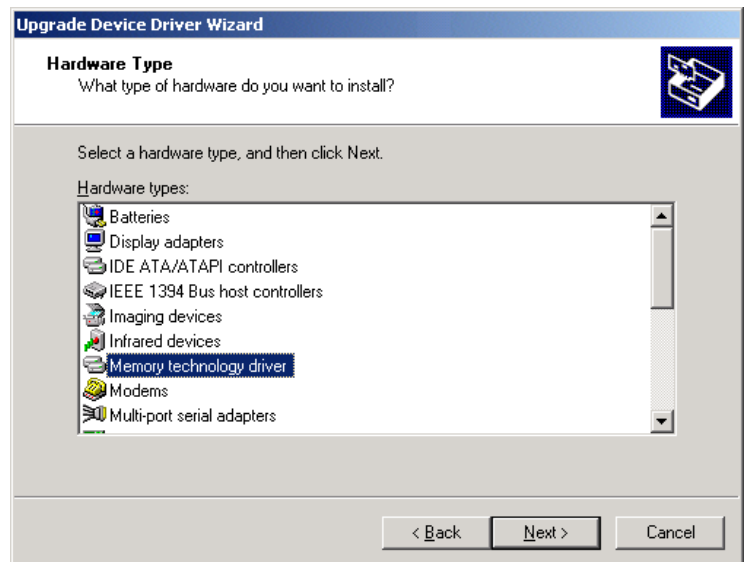 Upgrade Device Driver Wizard
Hardware Type
What type of hardware do you want to install?
Select a hardware type, and then click Next.
Hardware types:
Batteries
Display adapters
IDE ATA/ATAPI controllers
IEEE 1394 Bus host controllers
Imaging devices
Infrared devices
Memory technology driver
Modems
Multi-port serial adapters
< Back Next > Cancel